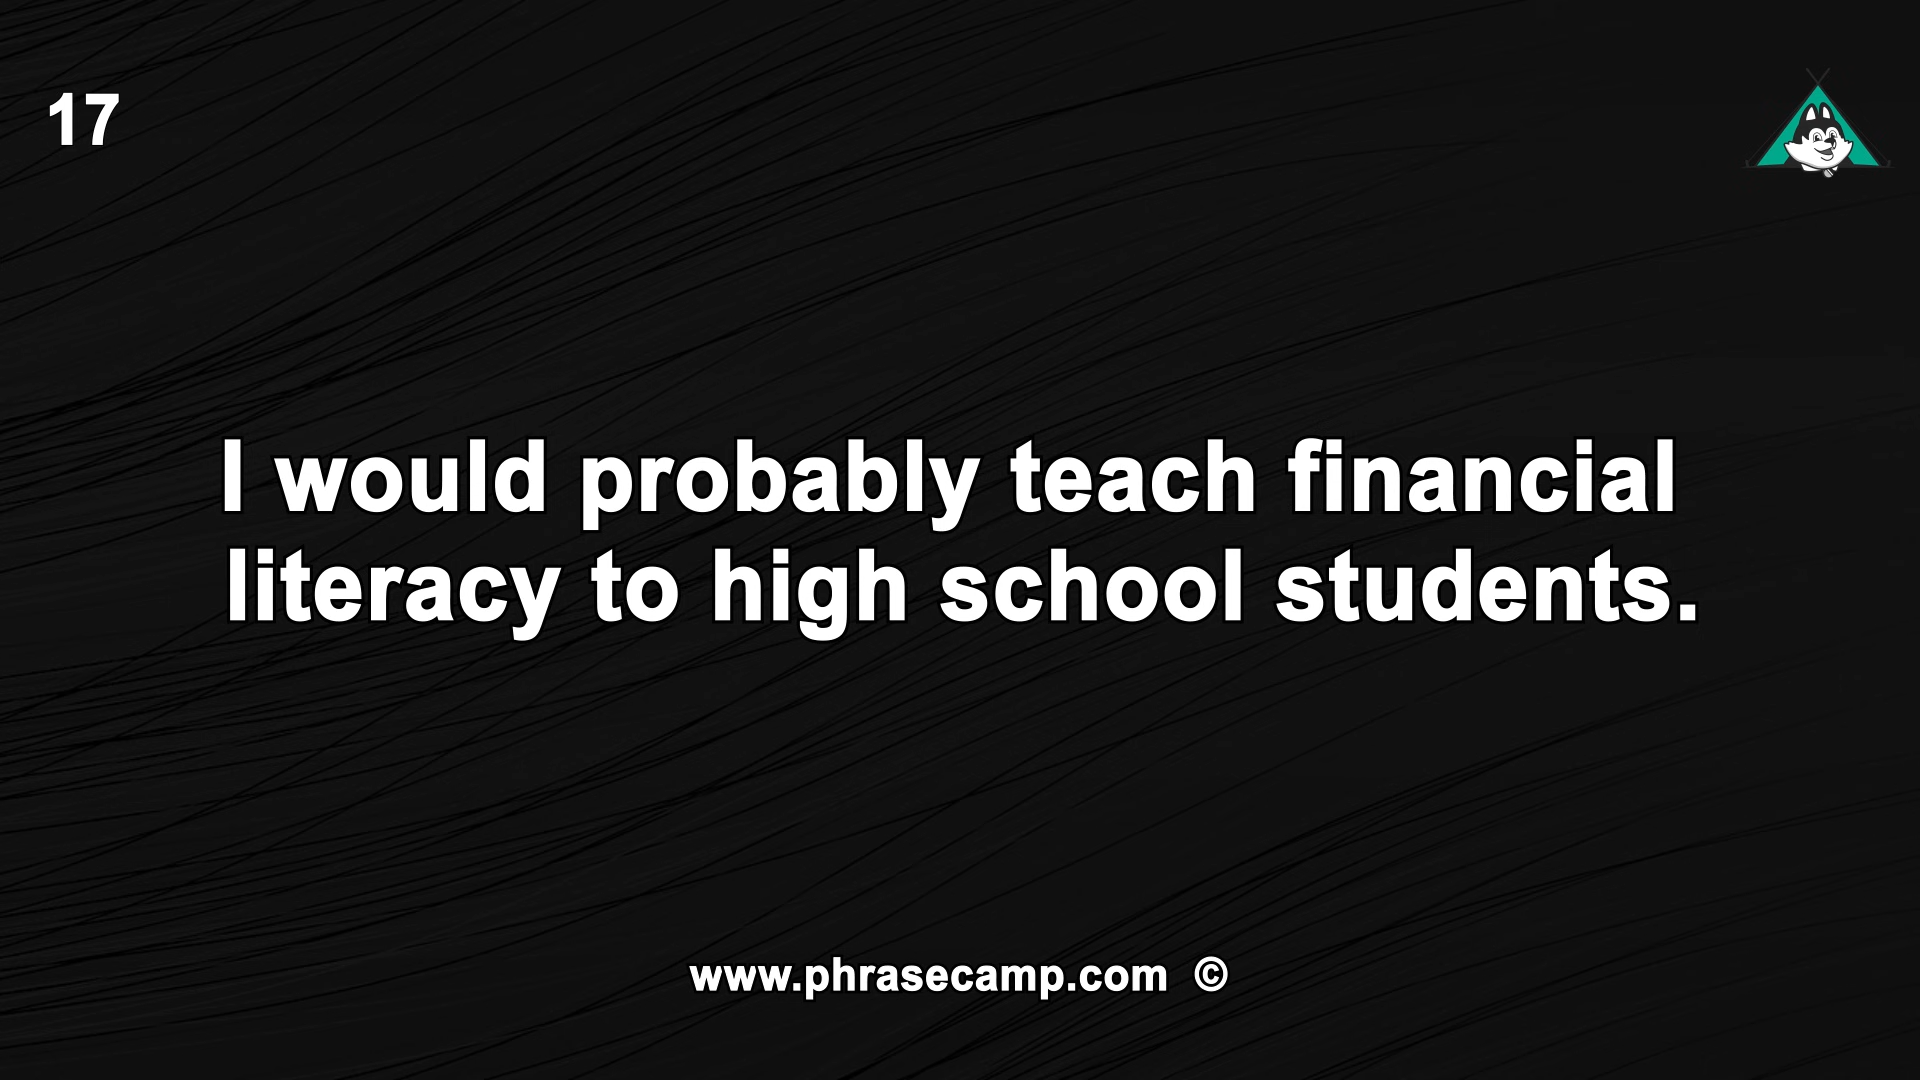 17
I would probably teach financial
literacy to high school students.
www.phrasecamp.com ©